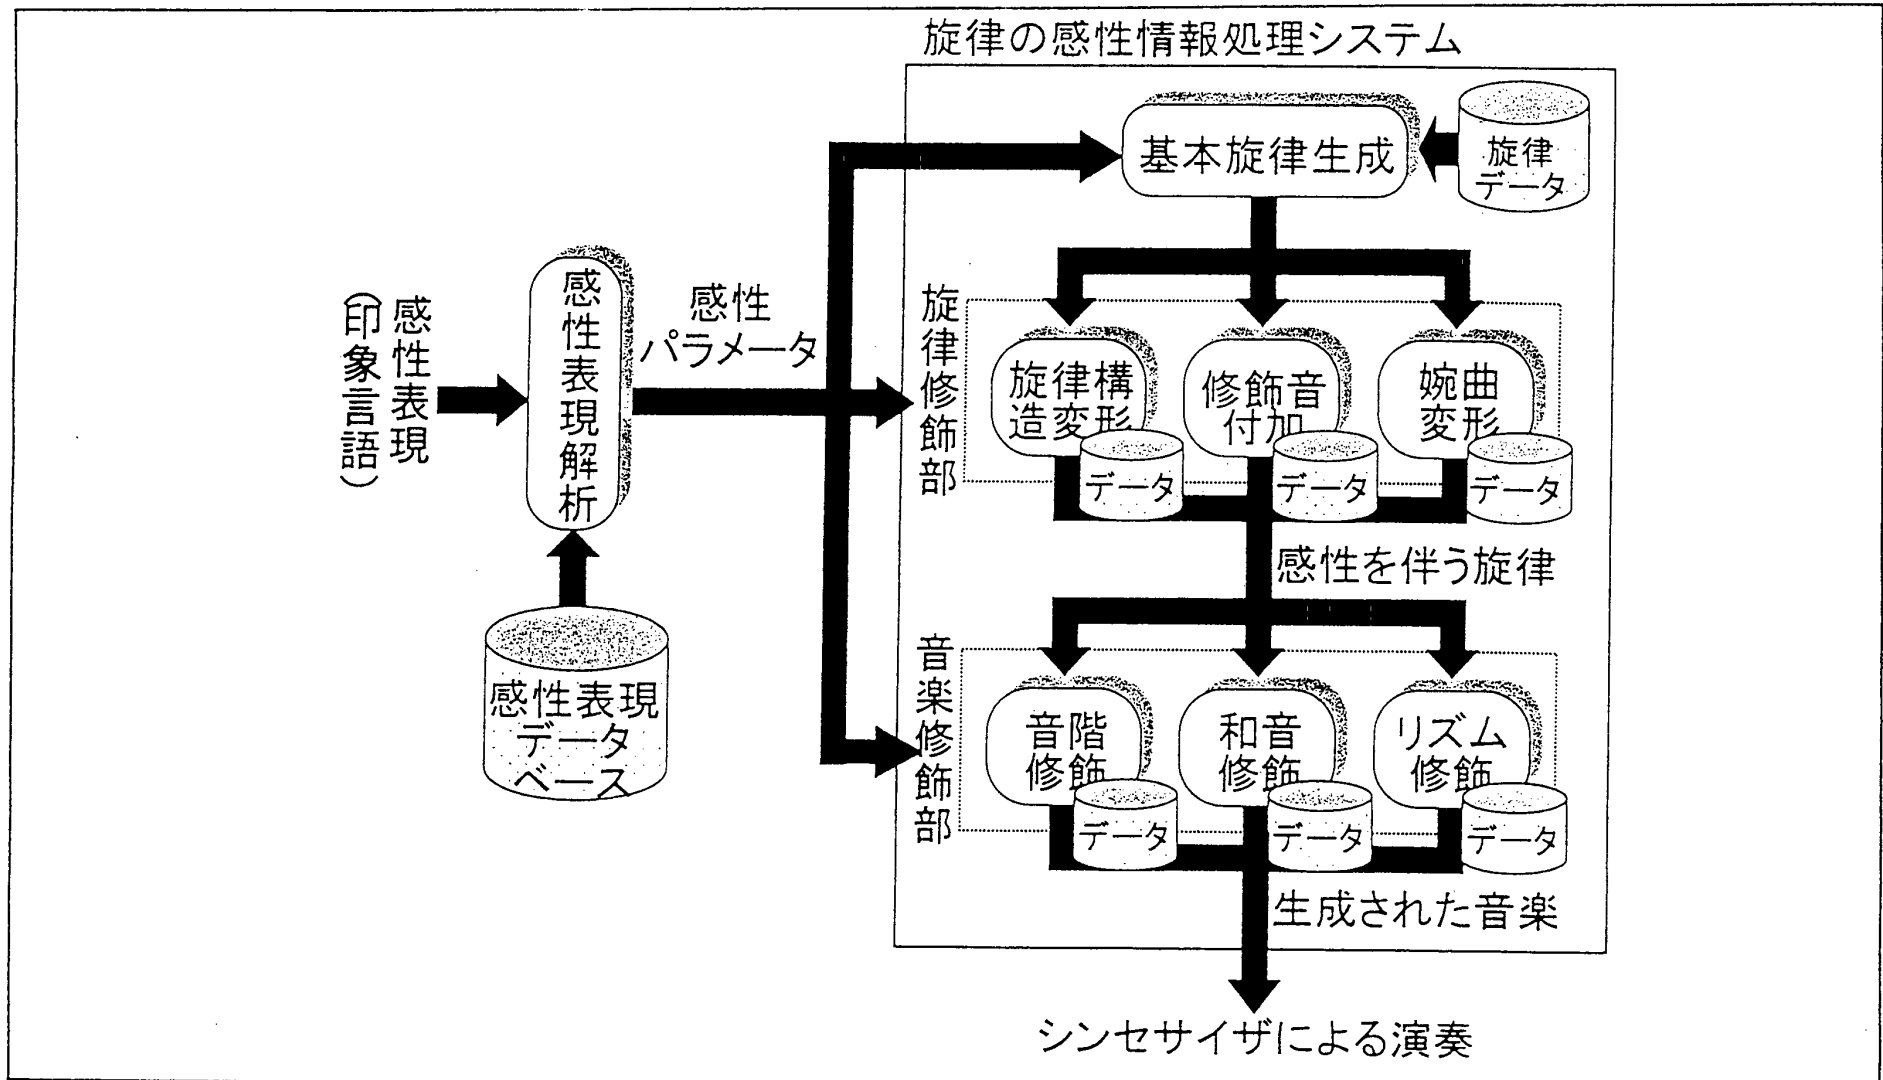 旋律の感性情報処理システム
基本旋律生成
旋律
データ
感性表現
（印象言語）
感性表現解析
感性
パラメータ
感性表現
データ
ベース
旋律修飾部
旋律構
造変形
データ
修飾音
付加
データ
婉曲
変形
データ
感性を伴う旋律
音楽修飾部
音階
修飾
データ
和音
修飾
データ
リズム
修飾
データ
生成された音楽
シンセサイザによる演奏